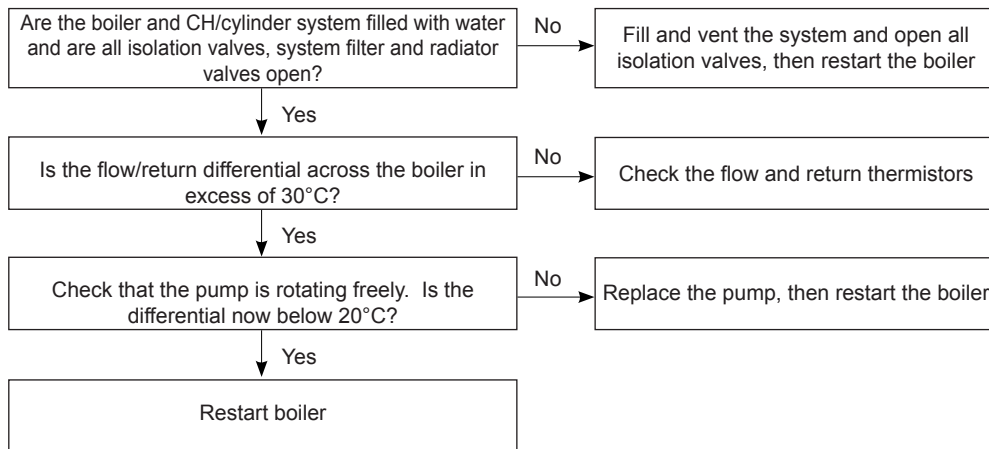 Are the boiler and CH/cylinder system filled with water
and are all isolation valves, system filter and radiator
valves open?
No
Fill and vent the system and open all
isolation valves, then restart the boiler
Yes
Is the flow/return differential across the boiler in
excess of 30°C?
No
Check the flow and return thermistors
Yes
Check that the pump is rotating freely.  Is the
differential now below 20°C?
No
Replace the pump, then restart the boiler
Yes
Restart boiler